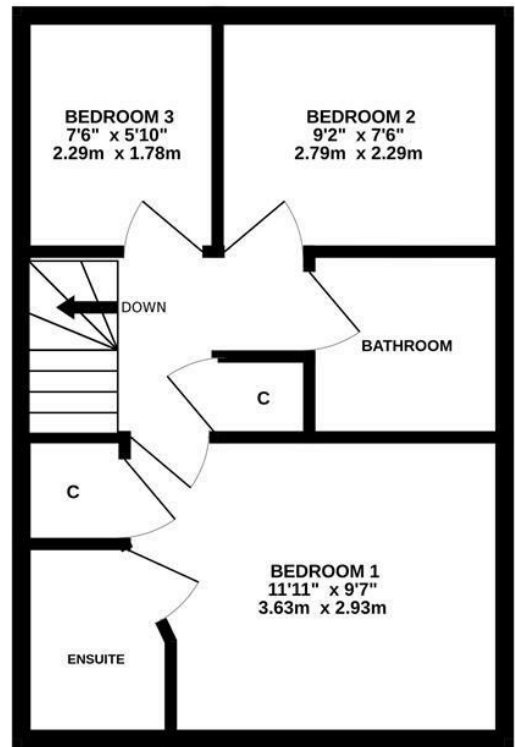 BEDROOM 3
7'6" x 5'10"
2.29m x 1.78m
BEDROOM 2
9'2" x 7'6"
2.79m x 2.29m
DOWN
BATHROOM
C
C
BEDROOM 1
11'11" x 9'7"
3.63m x 2.93m
ENSUITE